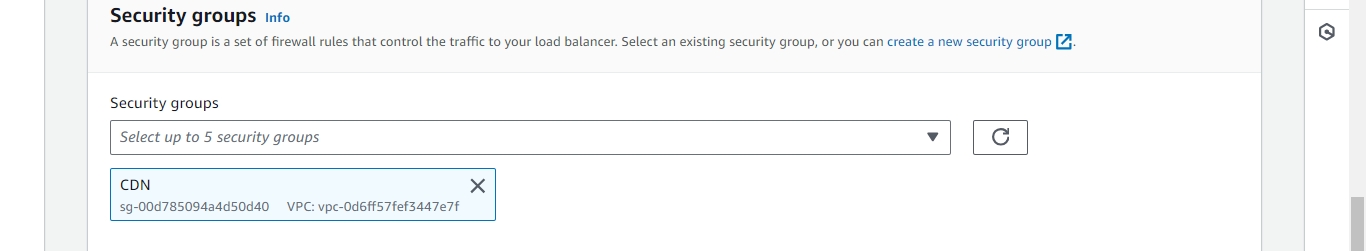 Security groups Info
A security group is a set of firewall rules that control the traffic to your load balancer. Select an existing security group, or you can create a new security group.
Security groups
Select up to 5 security groups
CDN
sg-00d785094a4d50d40 VPC: vpc-0d6ff57fef3447e7f